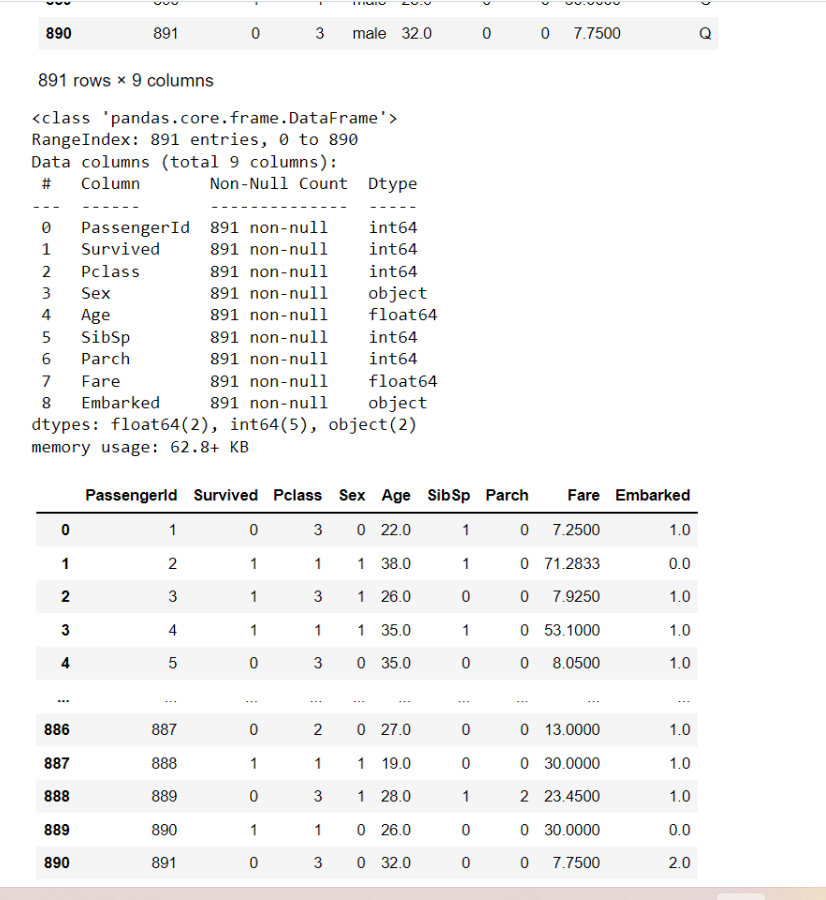 890 891 0 3 male 32.0 0 0 7.7500 Q
891 rows × 9 columns
<class 'pandas.core.frame.DataFrame'>
RangeIndex: 891 entries, 0 to 890
Data columns (total 9 columns):
# Column Non-Null Count Dtype
--- ------ -------------- -----
0 PassengerId 891 non-null int64
1 Survived 891 non-null int64
2 Pclass 891 non-null int64
3 Sex 891 non-null object
4 Age 891 non-null float64
5 SibSp 891 non-null int64
6 Parch 891 non-null int64
7 Fare 891 non-null float64
8 Embarked 891 non-null object
dtypes: float64(2), int64(5), object(2)
memory usage: 62.8+ KB
PassengerId Survived Pclass Sex Age SibSp Parch Fare Embarked
0 1 0 3 0 22.0 1 0 7.2500 1.0
1 2 1 1 1 38.0 1 0 71.2833 0.0
2 3 1 3 1 26.0 0 0 7.9250 1.0
3 4 1 1 1 35.0 1 0 53.1000 1.0
4 5 0 3 0 35.0 0 0 8.0500 1.0
... ... ... ... ... ... ... ... ... ...
886 887 0 2 0 27.0 0 0 13.0000 1.0
887 888 1 1 1 19.0 0 0 30.0000 1.0
888 889 0 3 1 28.0 1 2 23.4500 1.0
889 890 1 1 0 26.0 0 0 30.0000 0.0
890 891 0 3 0 32.0 0 0 7.7500 2.0